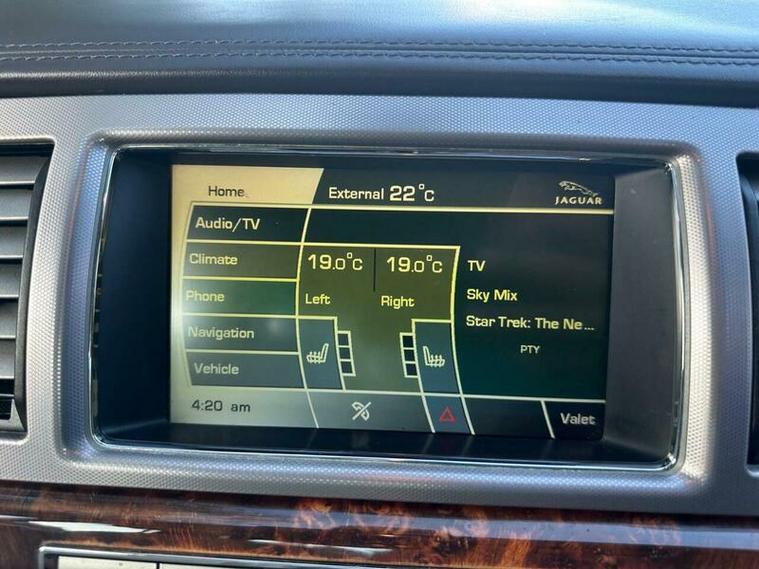 Home
External 22°C
JAGUAR
Audio/TV
Climate
19.0°C
19.0°C
TV
Phone
Left
Right
Sky Mix
Star Trek: The Ne...
Navigation
PTY
Vehicle
4:20 am
Valet